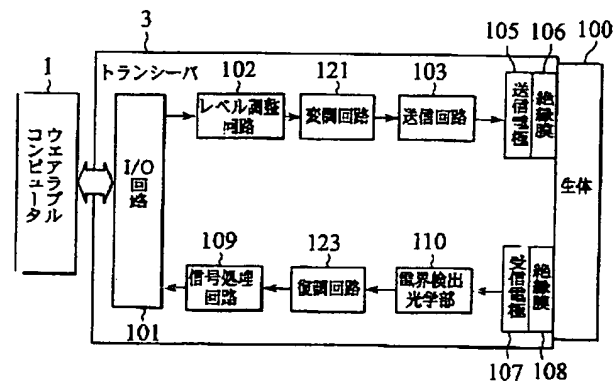 3
105 106 100
1
トランシーバ
102
121
103
レベル調整
回路
変調回路
送信回路
送信電極
絶縁膜
ウエアラブル
コンピュータ
I/O
回路
生体
109
123
110
信号処理
回路
復調回路
電界検出
光学部
受信電極
絶縁膜
101
107 108